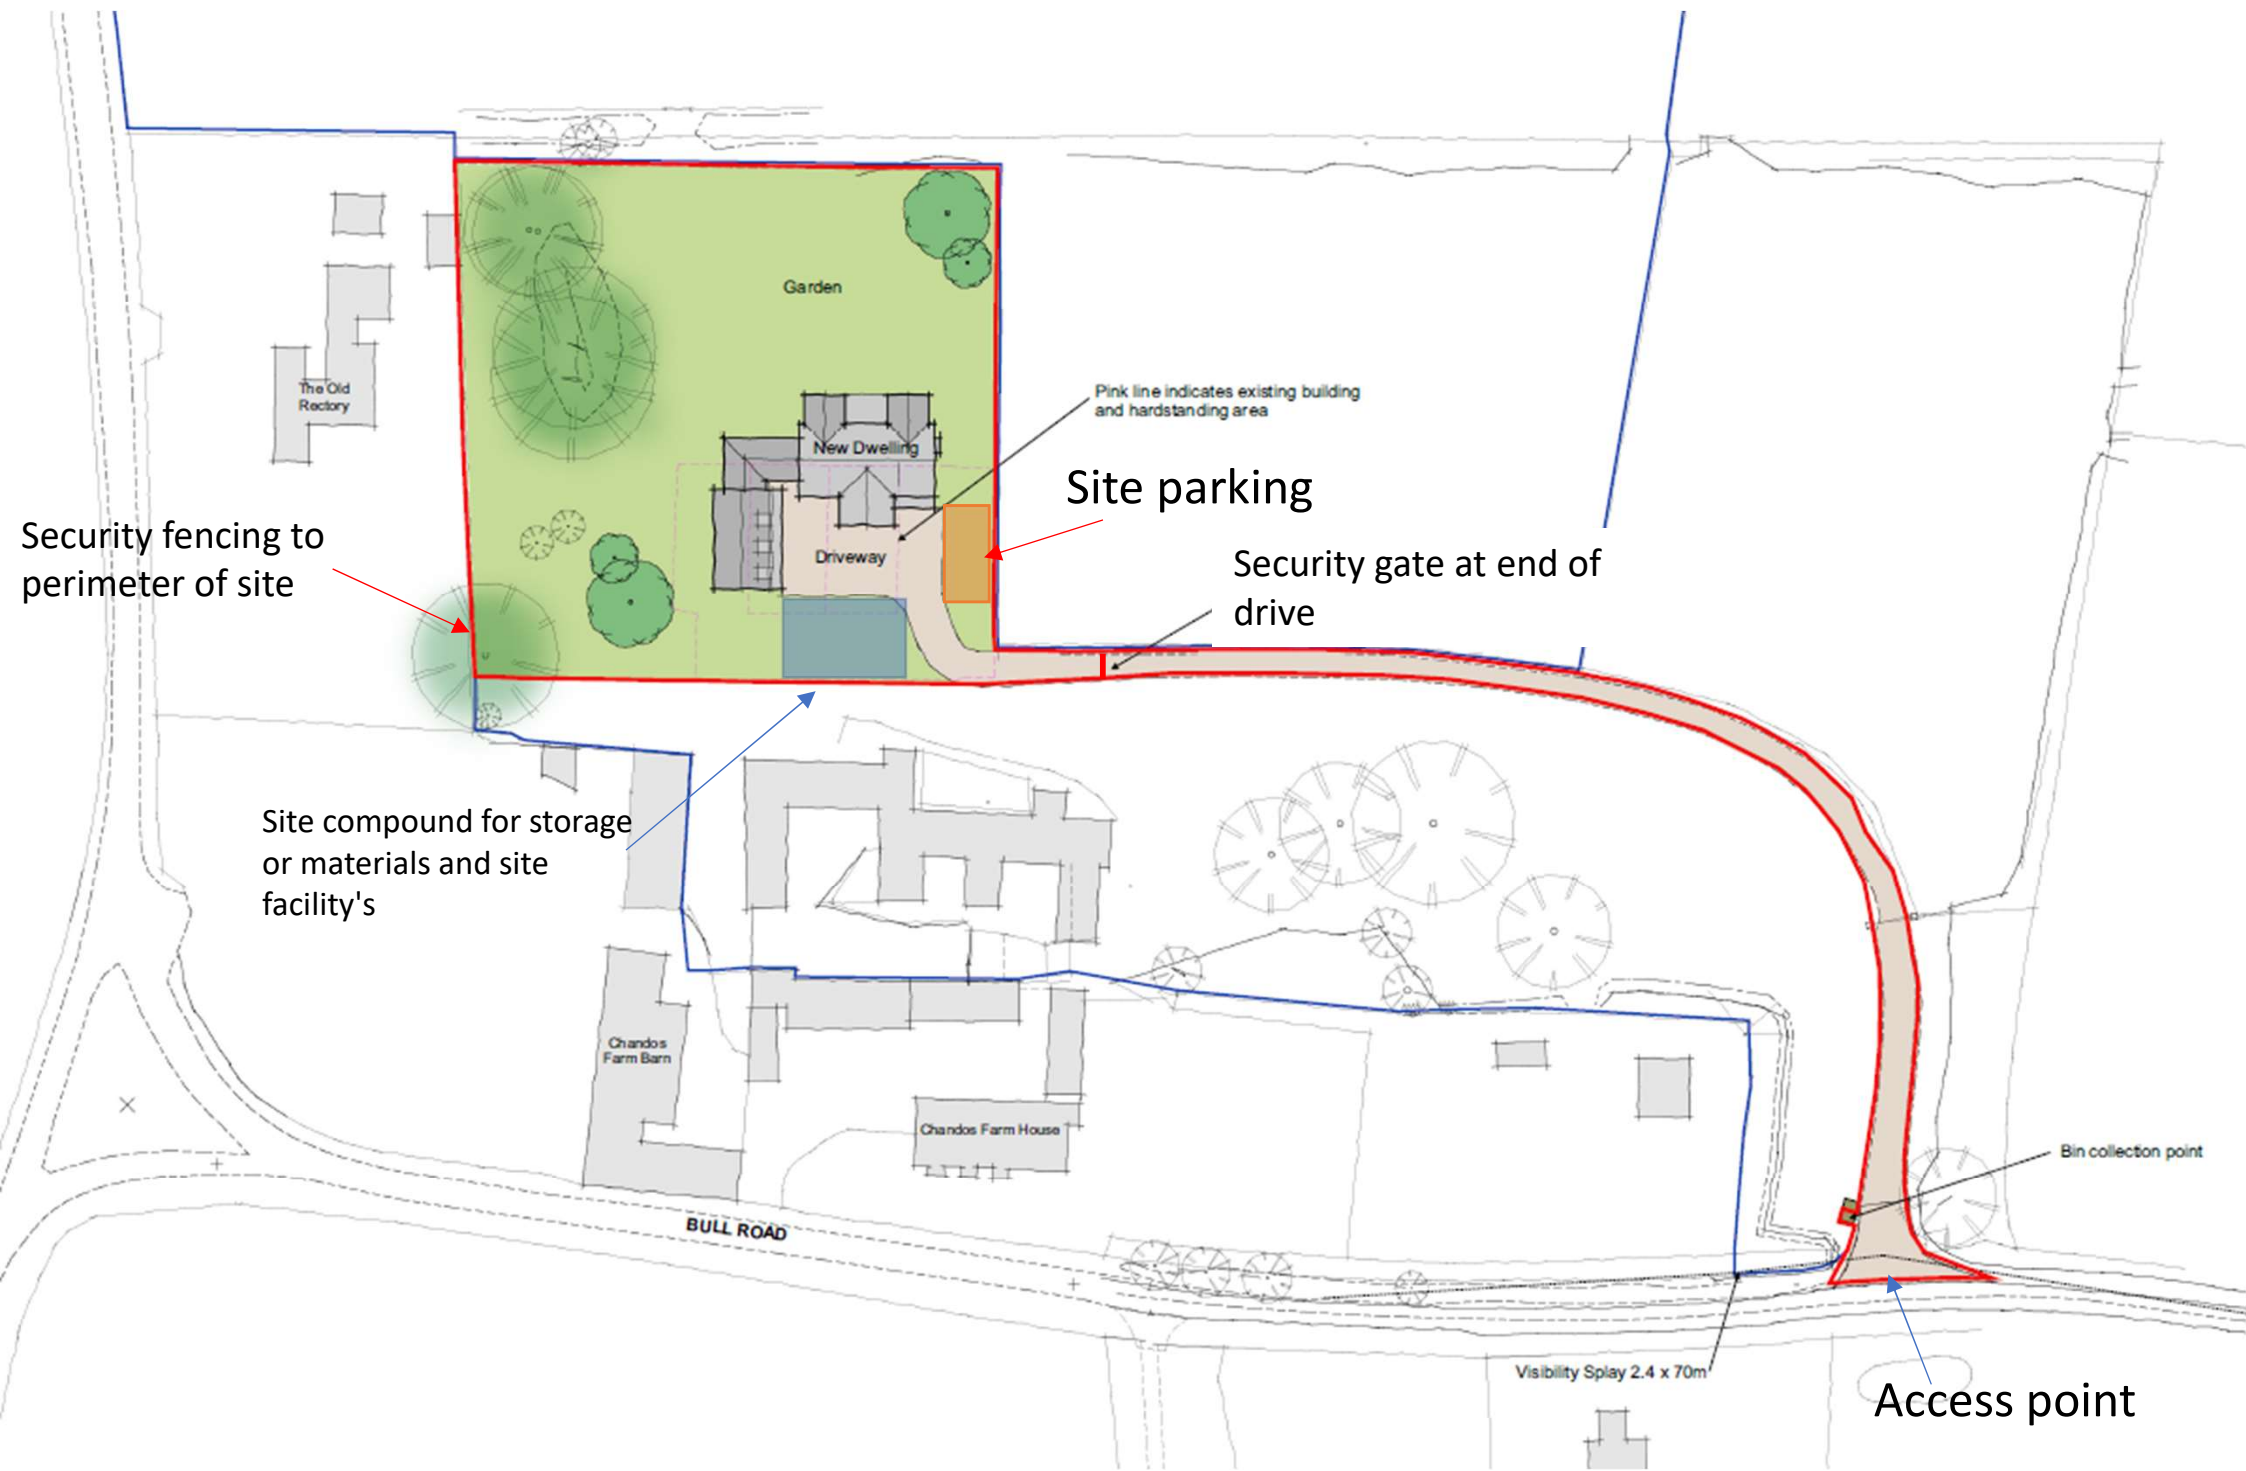 Garden
The Old
Rectory
Pink line indicates existing building
and hardstanding area
New Dwelling
Site parking
Security fencing to
perimeter of site
Driveway
Security gate at end of
drive
Site compound for storage
or materials and site
facility's
Chandos
Farm Barn
Chandos Farm House
Bin collection point
BULL ROAD
Visibility Splay 2.4 x 70m
Access point